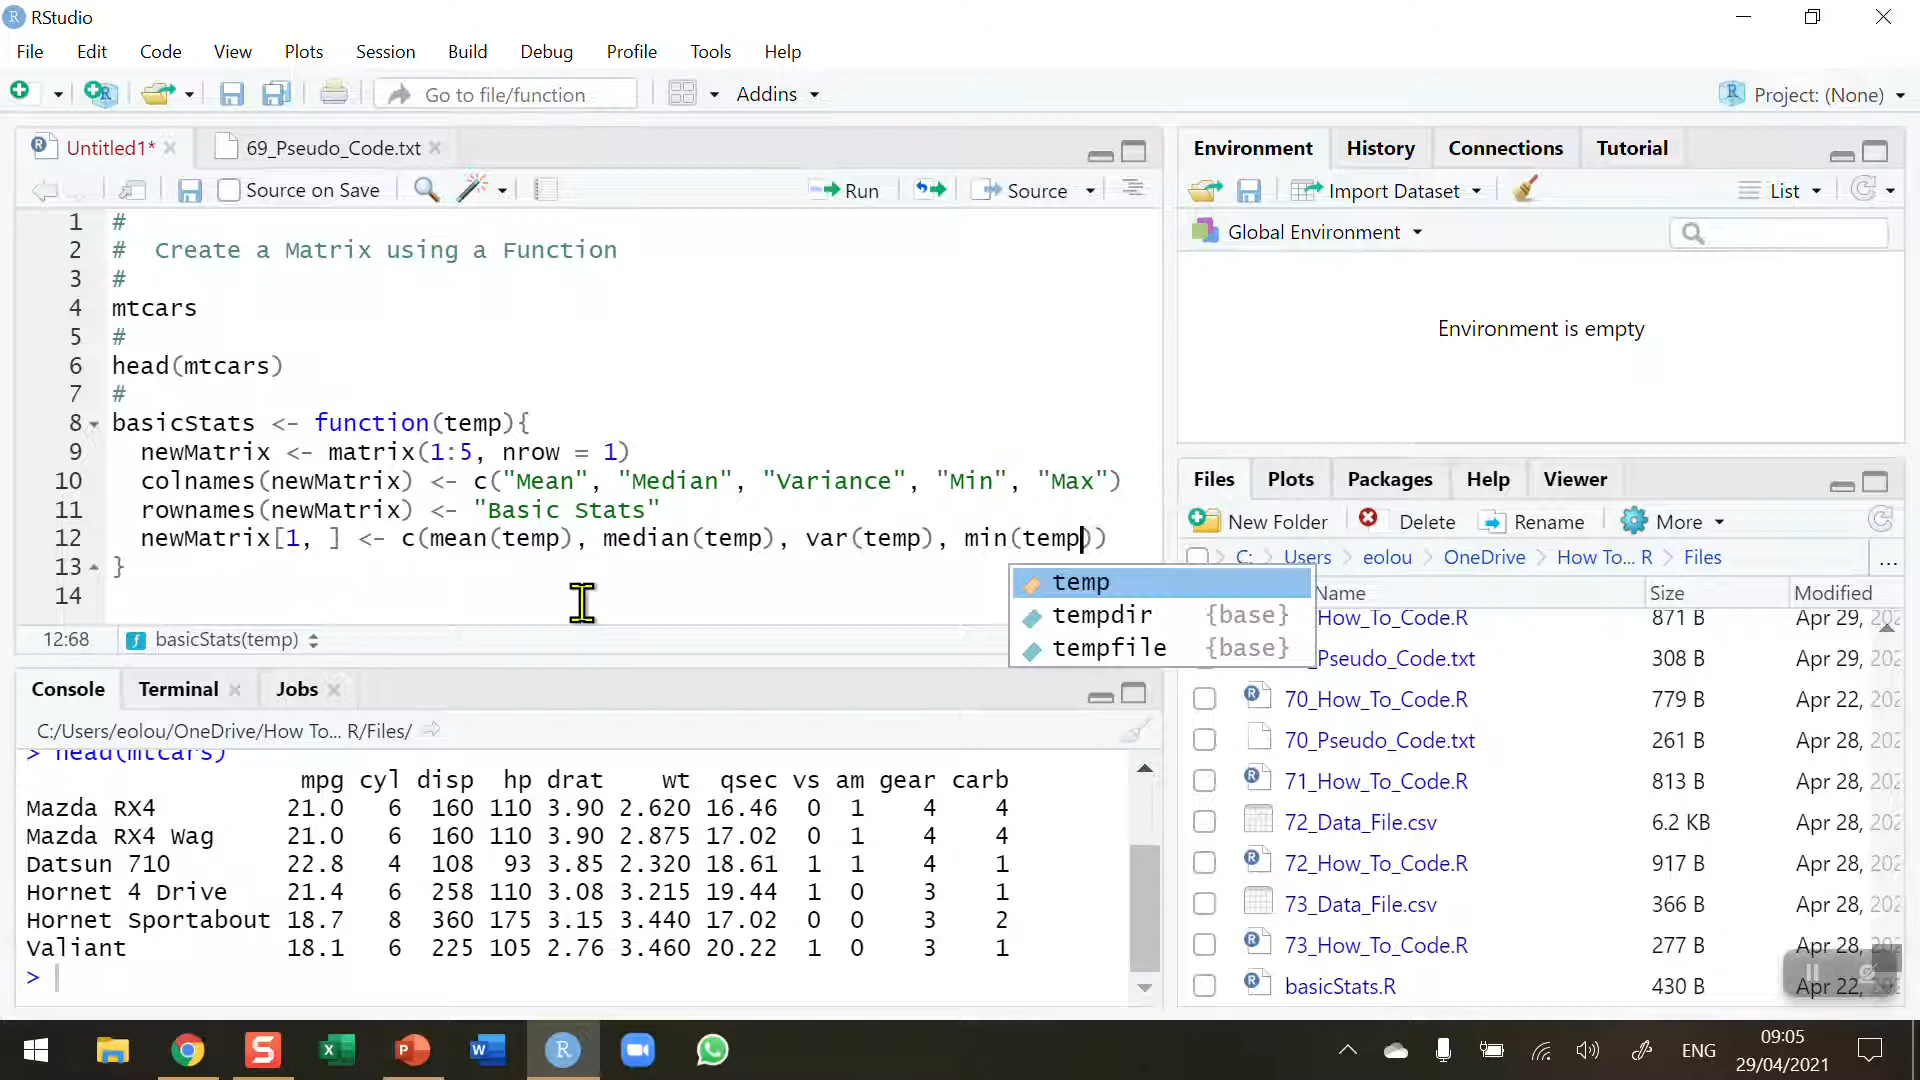 RStudio
File Edit Code View Plots Session Build Debug Profile Tools Help
Go to file/function Addins Project: (None)
Untitled1* 69_Pseudo_Code.txt
Source on Save Run Source
1 #
2 #  Create a Matrix using a Function
3 #
4 mtcars
5 #
6 head(mtcars)
7 #
8 basicStats <- function(temp){
9   newMatrix <- matrix(1:5, nrow = 1)
10   colnames(newMatrix) <- c("Mean", "Median", "Variance", "Min", "Max")
11   rownames(newMatrix) <- "Basic Stats"
12   newMatrix[1, ] <- c(mean(temp), median(temp), var(temp), min(temp))
13 }
14
temp
tempdir {base}
tempfile {base}
12:68 basicStats(temp)
Console Terminal Jobs
C:/Users/eolou/OneDrive/How To... R/Files/
> head(mtcars)
mpg cyl disp hp drat wt qsec vs am gear carb
Mazda RX4 21.0 6 160 110 3.90 2.620 16.46 0 1 4 4
Mazda RX4 Wag 21.0 6 160 110 3.90 2.875 17.02 0 1 4 4
Datsun 710 22.8 4 108 93 3.85 2.320 18.61 1 1 4 1
Hornet 4 Drive 21.4 6 258 110 3.08 3.215 19.44 1 0 3 1
Hornet Sportabout 18.7 8 360 175 3.15 3.440 17.02 0 0 3 2
Valiant 18.1 6 225 105 2.76 3.460 20.22 1 0 3 1
>
Environment History Connections Tutorial
Import Dataset List
Global Environment
Environment is empty
Files Plots Packages Help Viewer
New Folder Delete Rename More
C: Users eolou OneDrive How To... R Files ...
Name Size Modified
How_To_Code.R 871 B Apr 29, 202
_Pseudo_Code.txt 308 B Apr 29, 202
70_How_To_Code.R 779 B Apr 22, 202
70_Pseudo_Code.txt 261 B Apr 28, 202
71_How_To_Code.R 813 B Apr 28, 202
72_Data_File.csv 6.2 KB Apr 28, 202
72_How_To_Code.R 917 B Apr 28, 202
73_Data_File.csv 366 B Apr 28, 202
73_How_To_Code.R 277 B Apr 28,
basicStats.R 430 B Apr 22,
ENG 09:05
29/04/2021